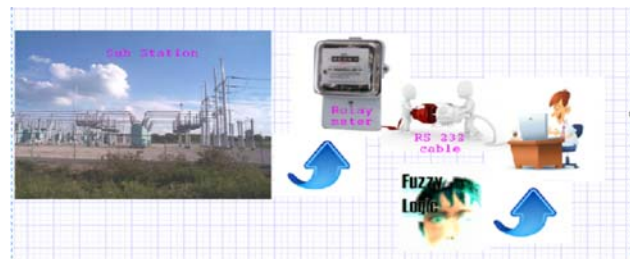 Sub Station
Relay
meter
RS 232
cable
Fuzzy
Logic